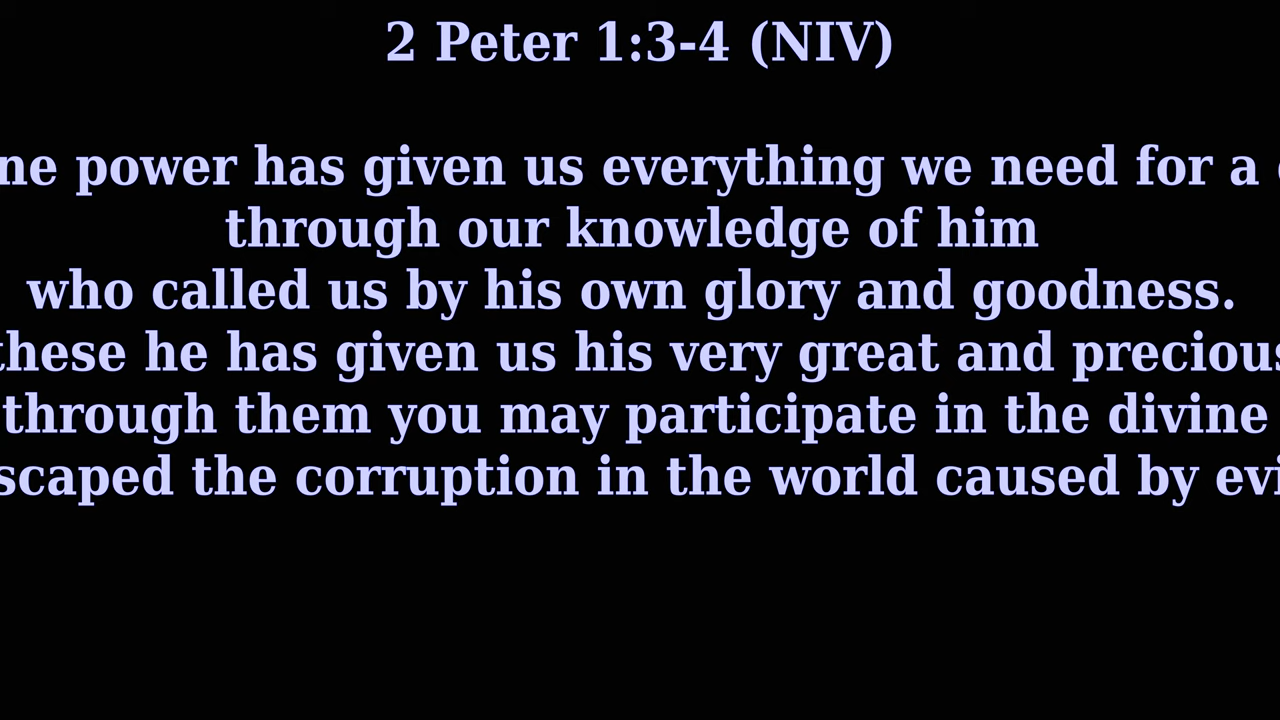 2 Peter 1:3-4 (NIV)
ne power has given us everything we need for a
through our knowledge of him
who called us by his own glory and goodness.
these he has given us his very great and precious
through them you may participate in the divine
scaped the corruption in the world caused by evi